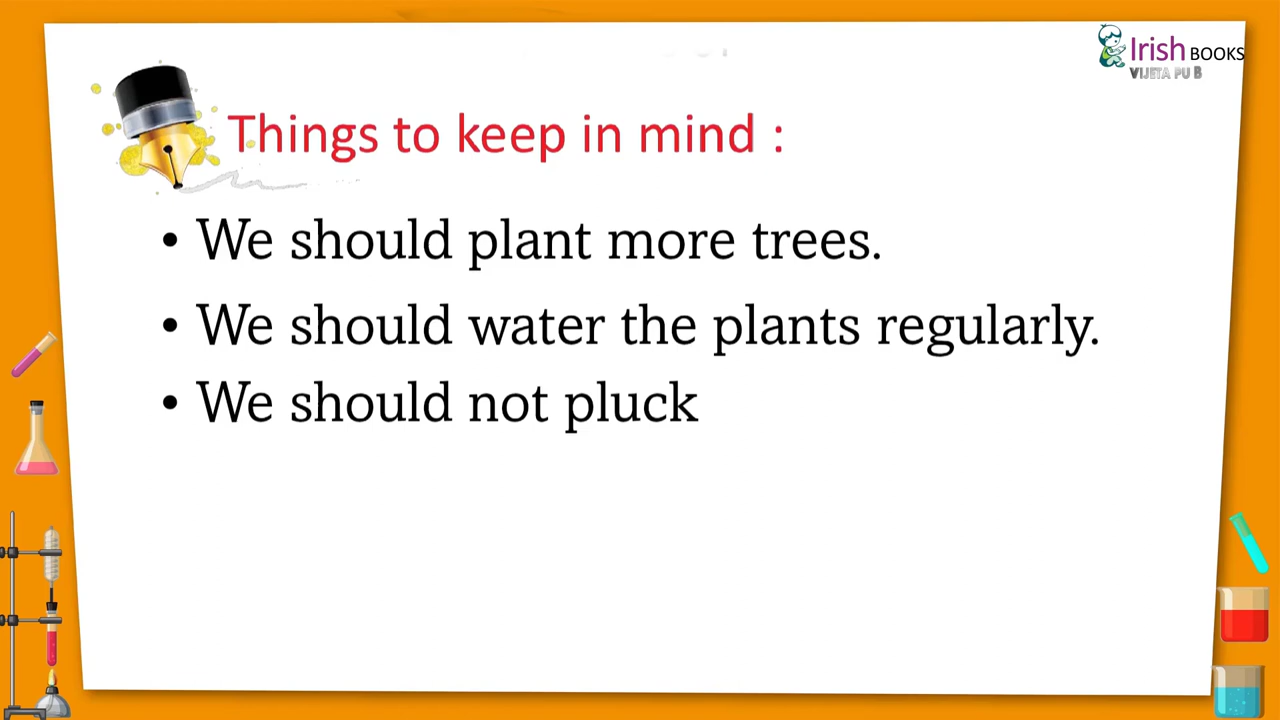 Irish BOOKS
VIJETA PU B
Things to keep in mind :
• We should plant more trees.
• We should water the plants regularly.
• We should not pluck